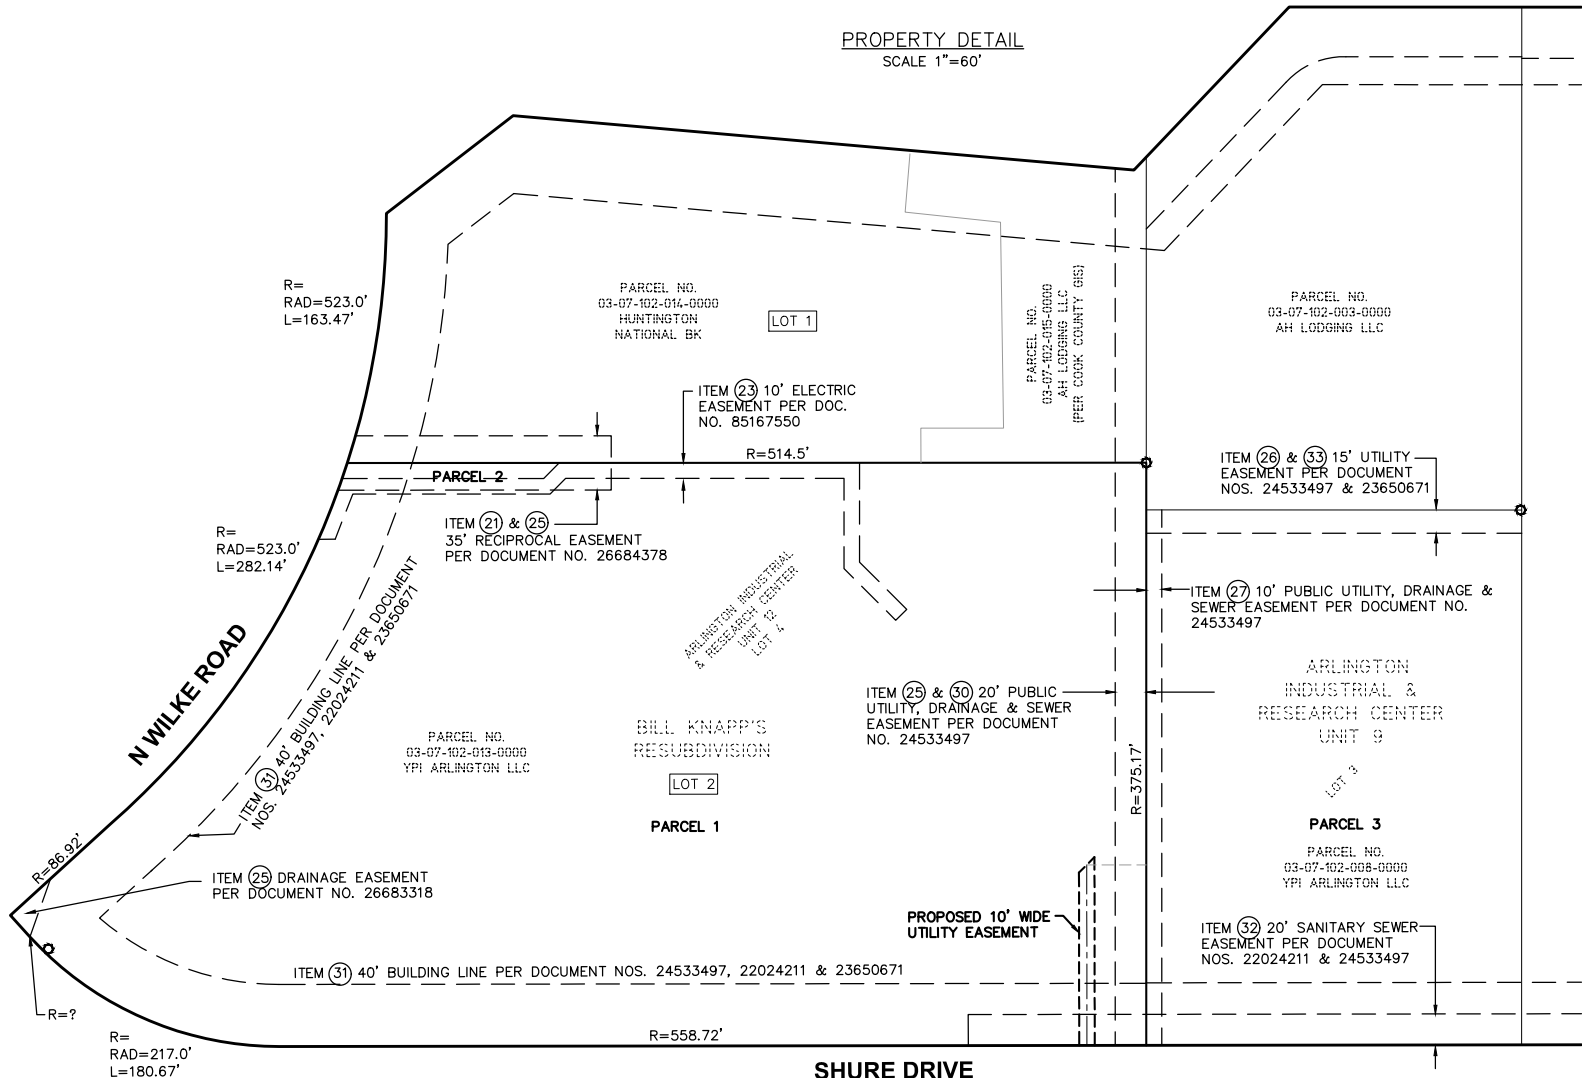 PROPERTY DETAIL
SCALE 1"=60'
R=
RAD=523.0'
L=163.47'
PARCEL NO.
03-07-102-014-0000
HUNTINGTON
NATIONAL BK
LOT 1
PARCEL NO.
03-07-102-015-0000
AH LODGING LLC
(PER COOK COUNTY GIS)
PARCEL NO.
03-07-102-003-0000
AH LODGING LLC
ITEM 23 10' ELECTRIC
EASEMENT PER DOC.
NO. 85167550
R=514.5'
PARCEL 2
ITEM 26 & 33 15' UTILITY
EASEMENT PER DOCUMENT
NOS. 24533497 & 23650671
R=
RAD=523.0'
L=282.14'
ITEM 21 & 25
35' RECIPROCAL EASEMENT
PER DOCUMENT NO. 26684378
ARLINGTON INDUSTRIAL
& RESEARCH CENTER
UNIT 12
LOT 4
ITEM 27 10' PUBLIC UTILITY, DRAINAGE &
SEWER EASEMENT PER DOCUMENT NO.
24533497
N WILKE ROAD
ITEM 31 40' BUILDING LINE PER DOCUMENT
NOS. 24533497, 22024211 & 23650671
ITEM 25 & 30 20' PUBLIC
UTILITY, DRAINAGE & SEWER
EASEMENT PER DOCUMENT
NO. 24533497
ARLINGTON
INDUSTRIAL &
RESEARCH CENTER
UNIT 9
LOT 3
PARCEL NO.
03-07-102-013-0000
YPI ARLINGTON LLC
BILL KNAPP'S
RESUBDIVISION
LOT 2
PARCEL 1
R=375.17'
PARCEL 3
PARCEL NO.
03-07-102-008-0000
YPI ARLINGTON LLC
R=86.92'
ITEM 25 DRAINAGE EASEMENT
PER DOCUMENT NO. 26683318
PROPOSED 10' WIDE
UTILITY EASEMENT
ITEM 32 20' SANITARY SEWER
EASEMENT PER DOCUMENT
NOS. 22024211 & 24533497
ITEM 31 40' BUILDING LINE PER DOCUMENT NOS. 24533497, 22024211 & 23650671
R=?
R=
RAD=217.0'
L=180.67'
R=558.72'
SHURE DRIVE